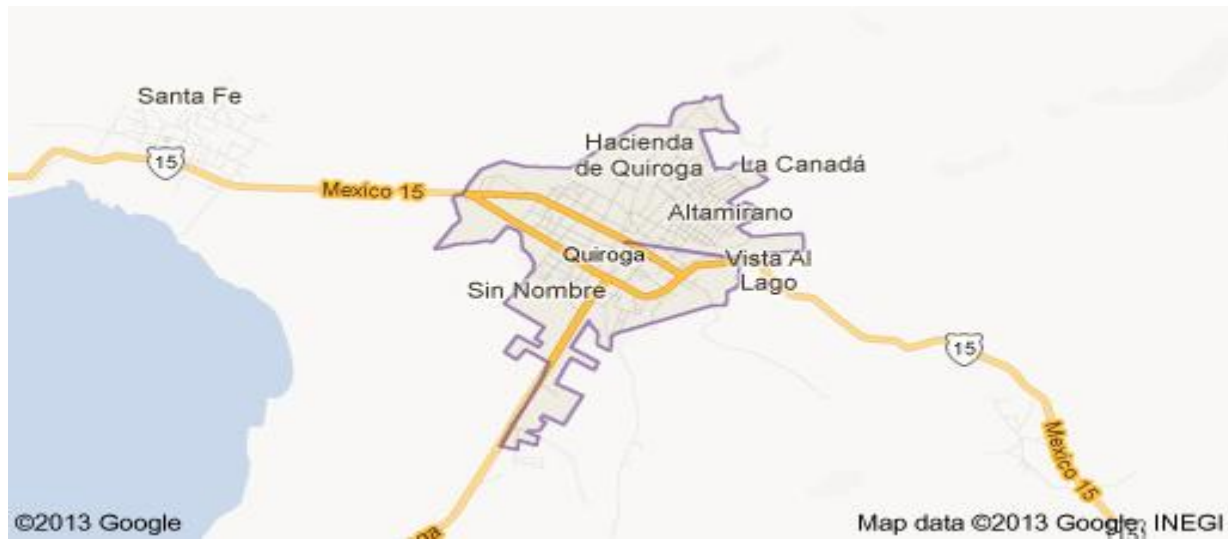 Santa Fe
15
Mexico 15
Hacienda
de Quiroga
La Canadá
Altamirano
Quiroga
Vista Al
Lago
Sin Nombre
15
Mexico 15
©2013 Google
Map data ©2013 Google, INEGI